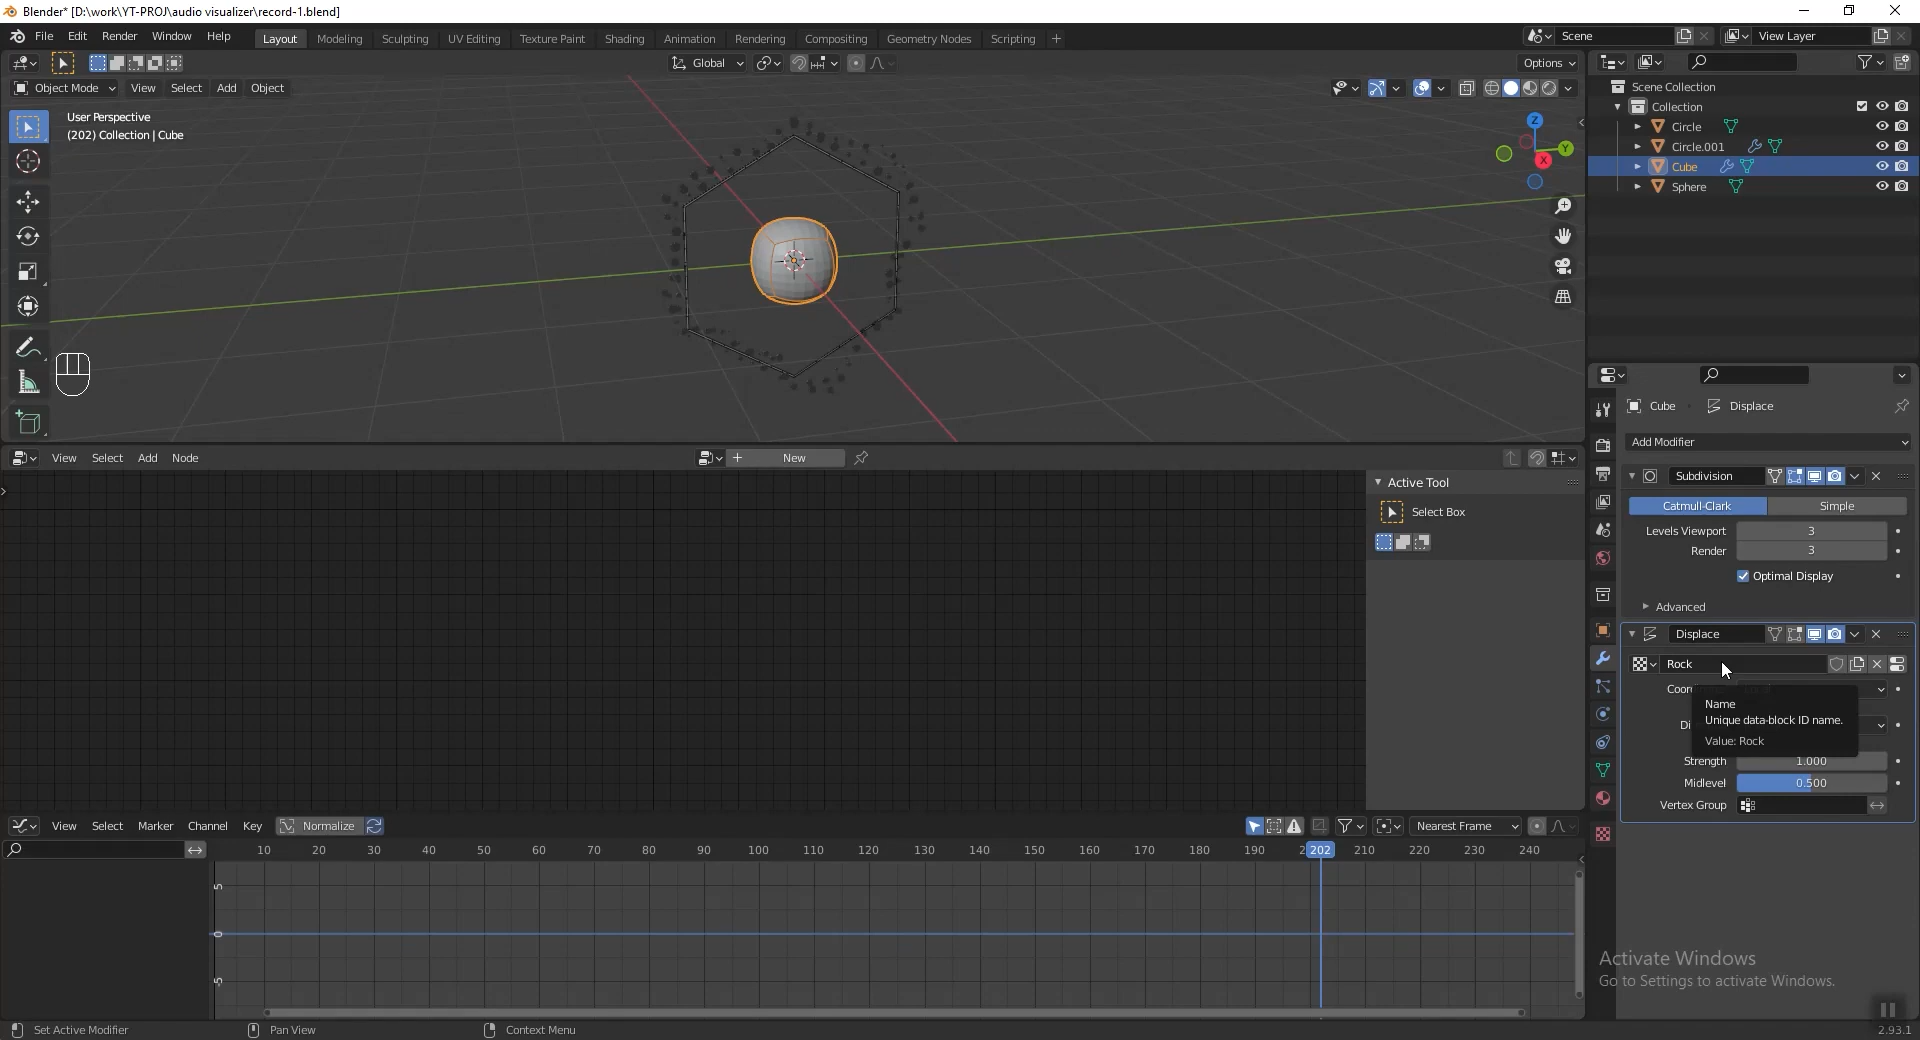 Blender* [D:\work\YT-PROJ\audio visualizer\record-1.blend]
File Edit Render Window Help Layout Modeling Sculpting UV Editing Texture Paint Shading Animation Rendering Compositing Geometry Nodes Scripting + Scene View Layer
Global Options
Object Mode View Select Add Object
User Perspective
(202) Collection | Cube
Z
Y
X
Scene Collection
Collection
Circle
Circle.001
Cube
Sphere
Cube Displace
Add Modifier
Subdivision
Catmull-Clark Simple
Levels Viewport 3
Render 3
Optimal Display
Advanced
Displace
Rock
Name
Unique data-block ID name.
Value: Rock
Strength 1.000
Midlevel 0.500
Vertex Group
View Select Add Node + New
Active Tool
Select Box
View Select Marker Channel Key Normalize Nearest Frame
10 20 30 40 50 60 70 80 90 100 110 120 130 140 150 160 170 180 190 202 210 220 230 240
5
0
-5
Activate Windows
Go to Settings to activate Windows.
Set Active Modifier Pan View Context Menu 2.93.1